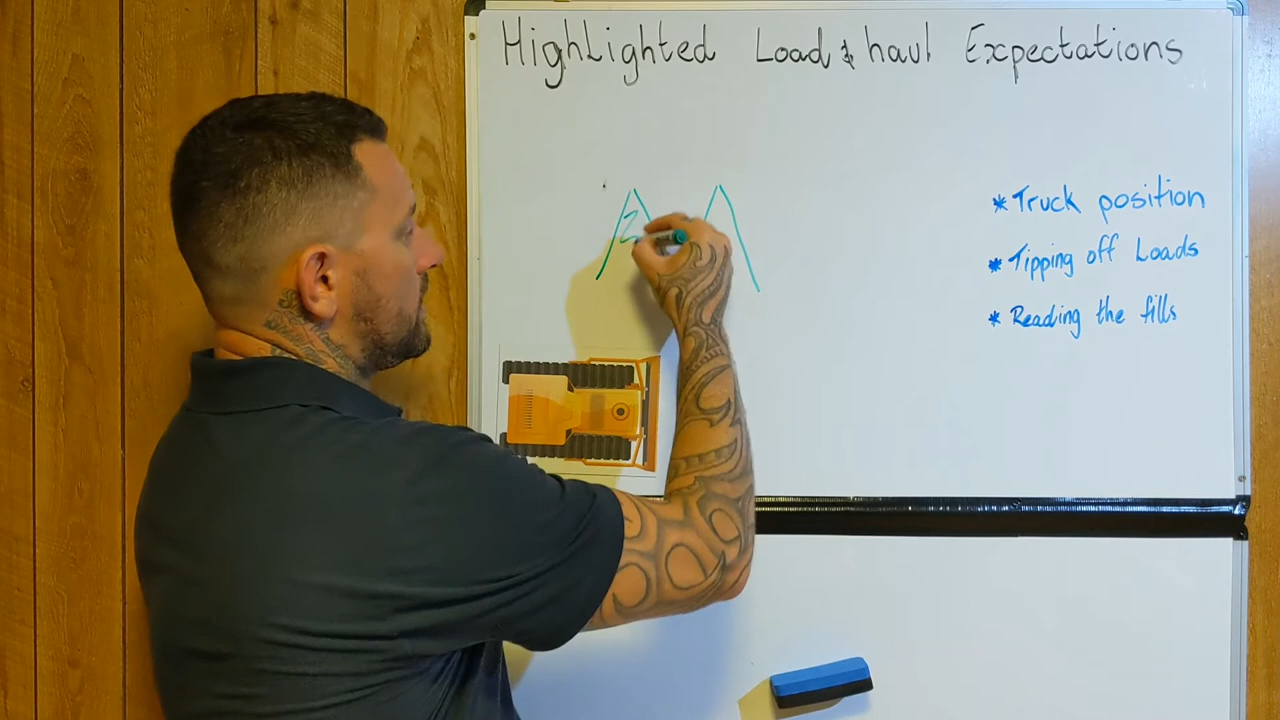 Highlighted Load & haul Expectations
* Truck position
* Tipping off Loads
* Reading the fills